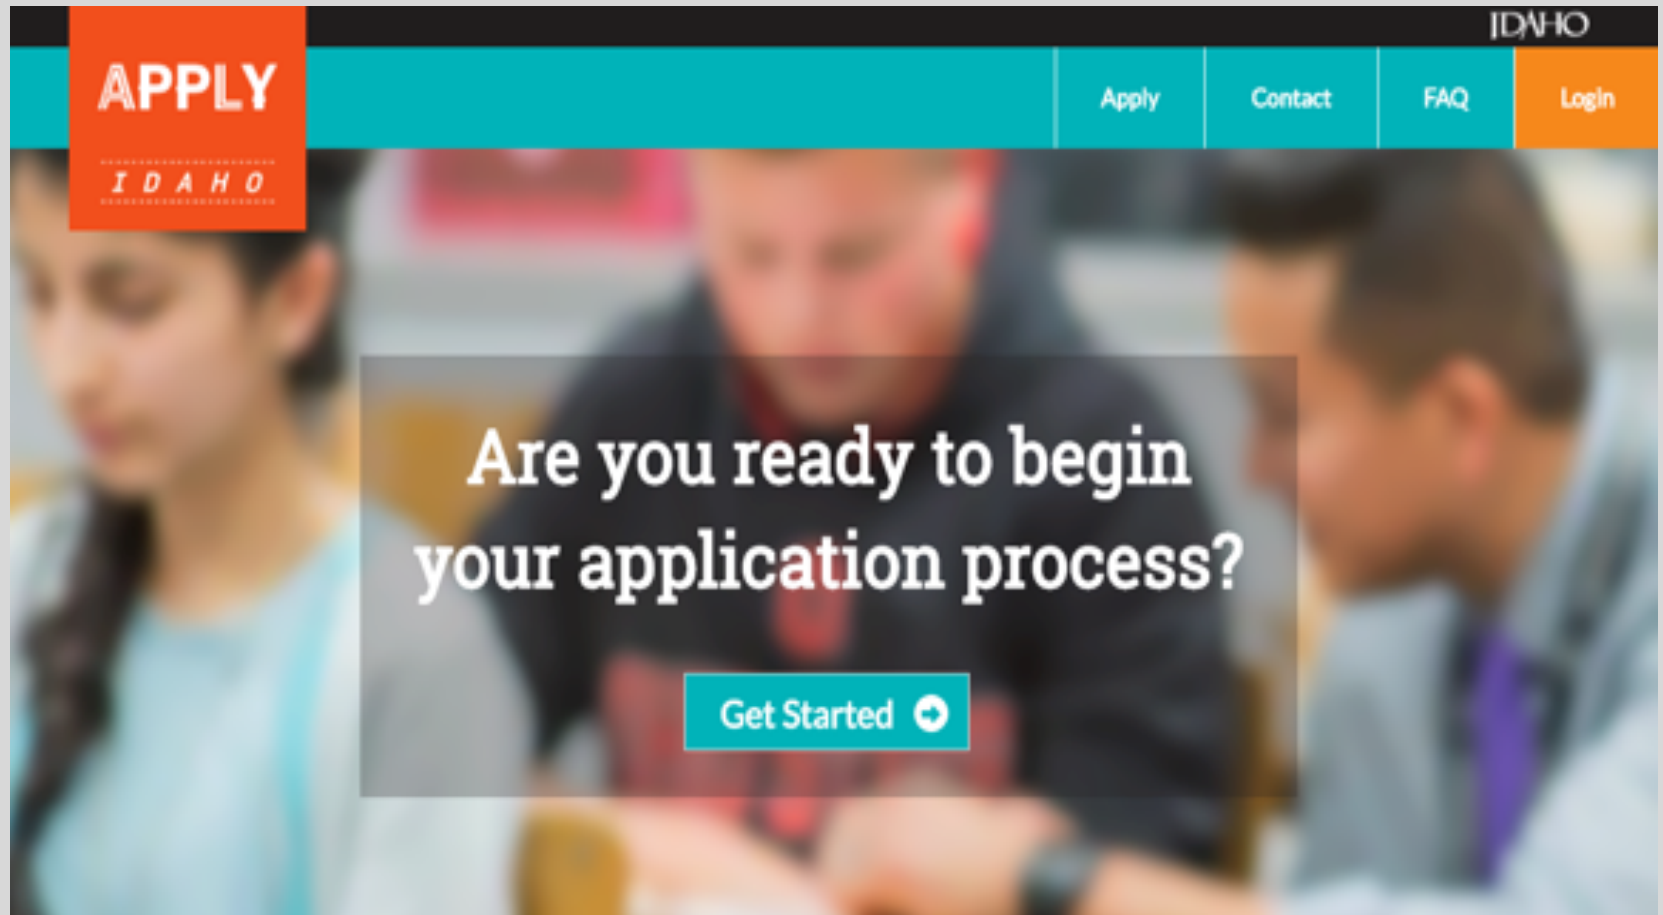 IDAHO
APPLY
IDAHO
Apply
Contact
FAQ
Login
Are you ready to begin
your application process?
Get Started